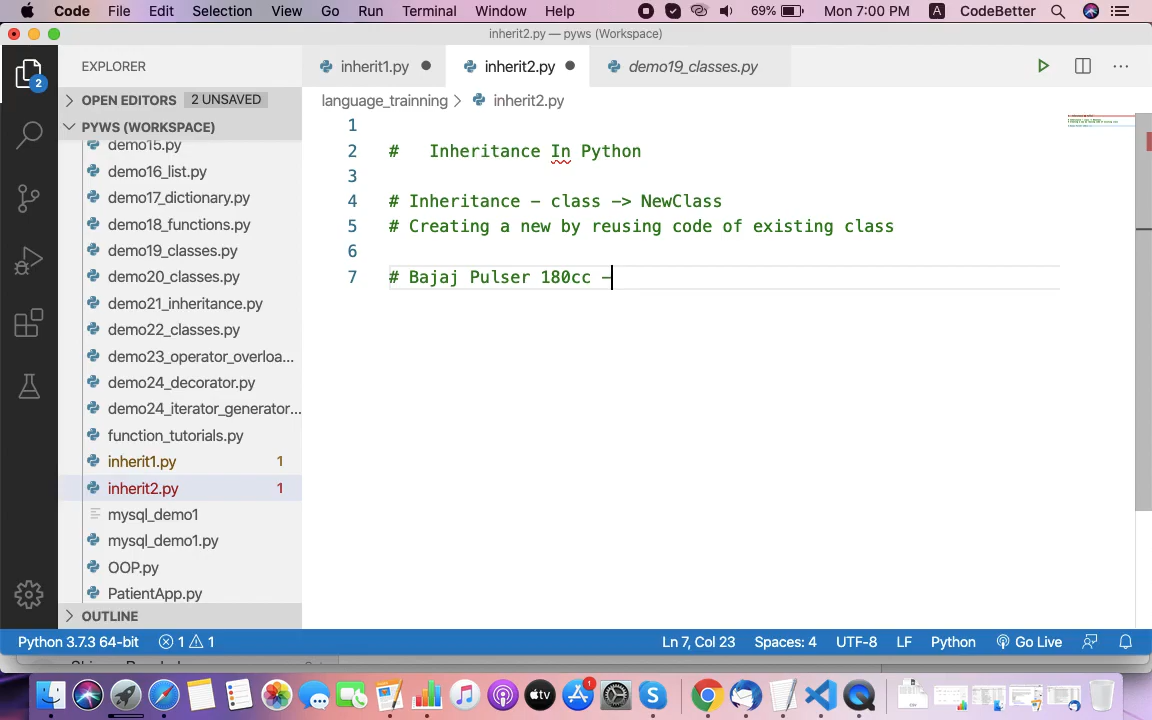 Code File Edit Selection View Go Run Terminal Window Help 69% Mon 7:00 PM A CodeBetter
inherit2.py — pyws (Workspace)
EXPLORER
inherit1.py
inherit2.py
demo19_classes.py
OPEN EDITORS 2 UNSAVED
language_trainning > inherit2.py
PYWS (WORKSPACE)
demo15.py
demo16_list.py
demo17_dictionary.py
demo18_functions.py
demo19_classes.py
demo20_classes.py
demo21_inheritance.py
demo22_classes.py
demo23_operator_overloa...
demo24_decorator.py
demo24_iterator_generator...
function_tutorials.py
inherit1.py 1
inherit2.py 1
mysql_demo1
mysql_demo1.py
OOP.py
PatientApp.py
OUTLINE
2
1
2 # Inheritance In Python
3
4 # Inheritance - class -> NewClass
5 # Creating a new by reusing code of existing class
6
7 # Bajaj Pulser 180cc -
Python 3.7.3 64-bit 1 1 Ln 7, Col 23 Spaces: 4 UTF-8 LF Python Go Live
tv
1